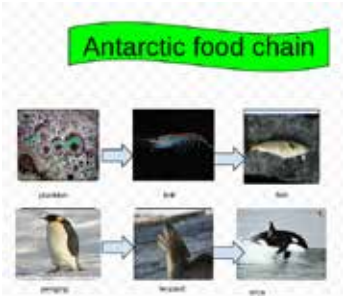 Antarctic food chain
plankton
krill
fish
penguin
leopard
orca